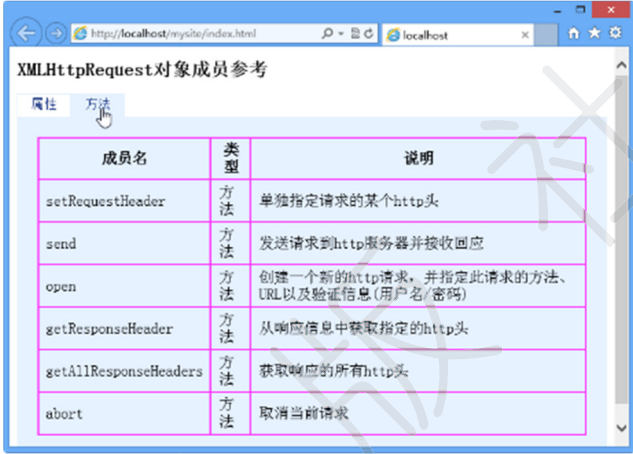 http://localhost/mysite/index.html
localhost
XMLHttpRequest对象成员参考
属性 方法
成员名 类型 说明
setRequestHeader 方法 单独指定请求的某个http头
send 方法 发送请求到http服务器并接收回应
open 方法 创建一个新的http请求，并指定此请求的方法、
URL以及验证信息(用户名/密码)
getResponseHeader 方法 从响应信息中获取指定的http头
getAllResponseHeaders 方法 获取响应的所有http头
abort 方法 取消当前请求
版
社